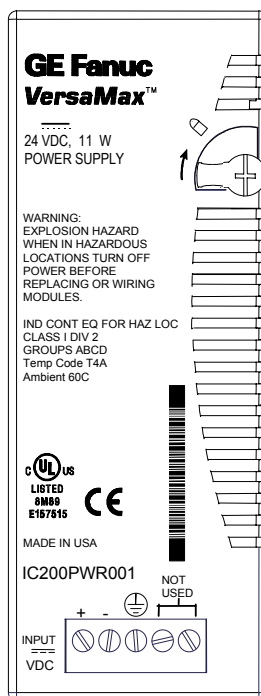 GE Fanuc
VersaMax™
24 VDC, 11 W
POWER SUPPLY
WARNING:
EXPLOSION HAZARD
WHEN IN HAZARDOUS
LOCATIONS TURN OFF
POWER BEFORE
REPLACING OR WIRING
MODULES.
IND CONT EQ FOR HAZ LOC
CLASS I DIV 2
GROUPS ABCD
Temp Code T4A
Ambient 60C
C UL US
LISTED
8M89
E157515
CE
MADE IN USA
IC200PWR001
NOT
USED
+ -
INPUT
VDC